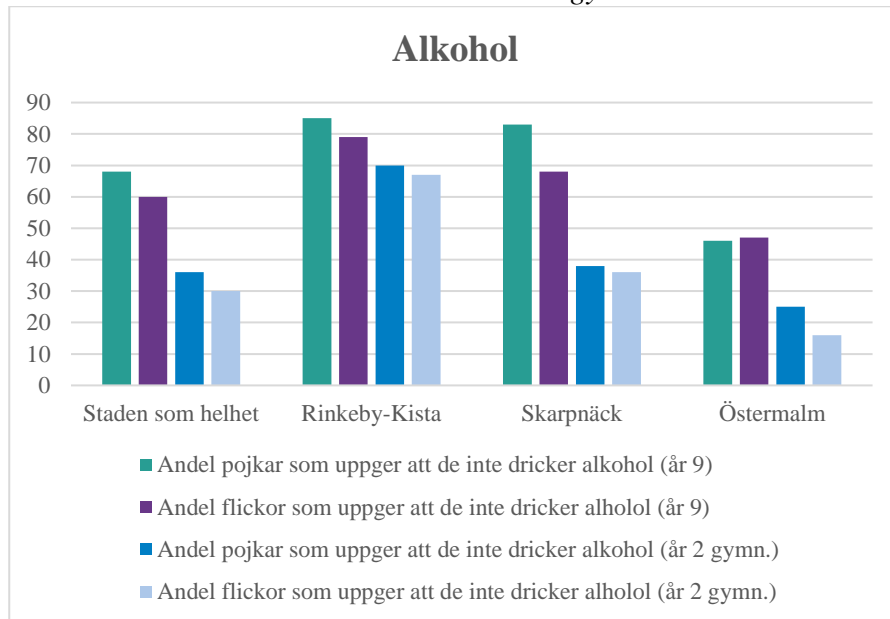 gy
Alkohol
90
80
70
60
50
40
30
20
10
0
Staden som helhet Rinkeby-Kista Skarpnäck Östermalm
Andel pojkar som uppger att de inte dricker alkohol (år 9)
Andel flickor som uppger att de inte dricker alholol (år 9)
Andel pojkar som uppger att de inte dricker alkohol (år 2 gymn.)
Andel flickor som uppger att de inte dricker alholol (år 2 gymn.)